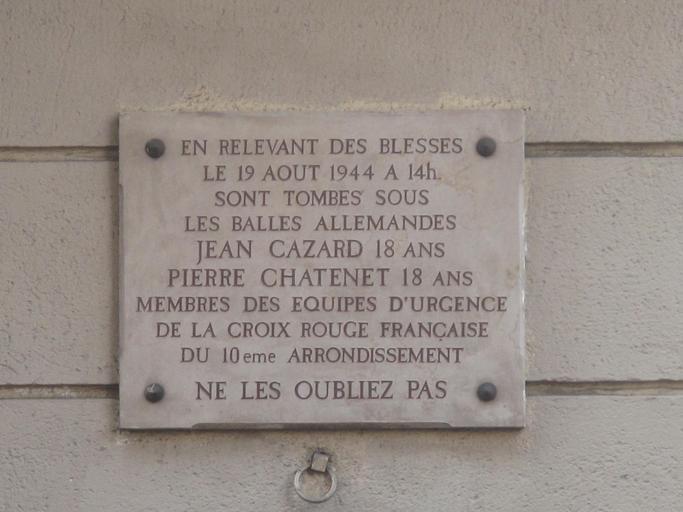 EN RELEVANT DES BLESSES
LE 19 AOUT 1944 A 14h.
SONT TOMBES SOUS
LES BALLES ALLEMANDES
JEAN CAZARD 18 ANS
PIERRE CHATENET 18 ANS
MEMBRES DES EQUIPES D'URGENCE
DE LA CROIX ROUGE FRANÇAISE
DU 10eme ARRONDISSEMENT
NE LES OUBLIEZ PAS